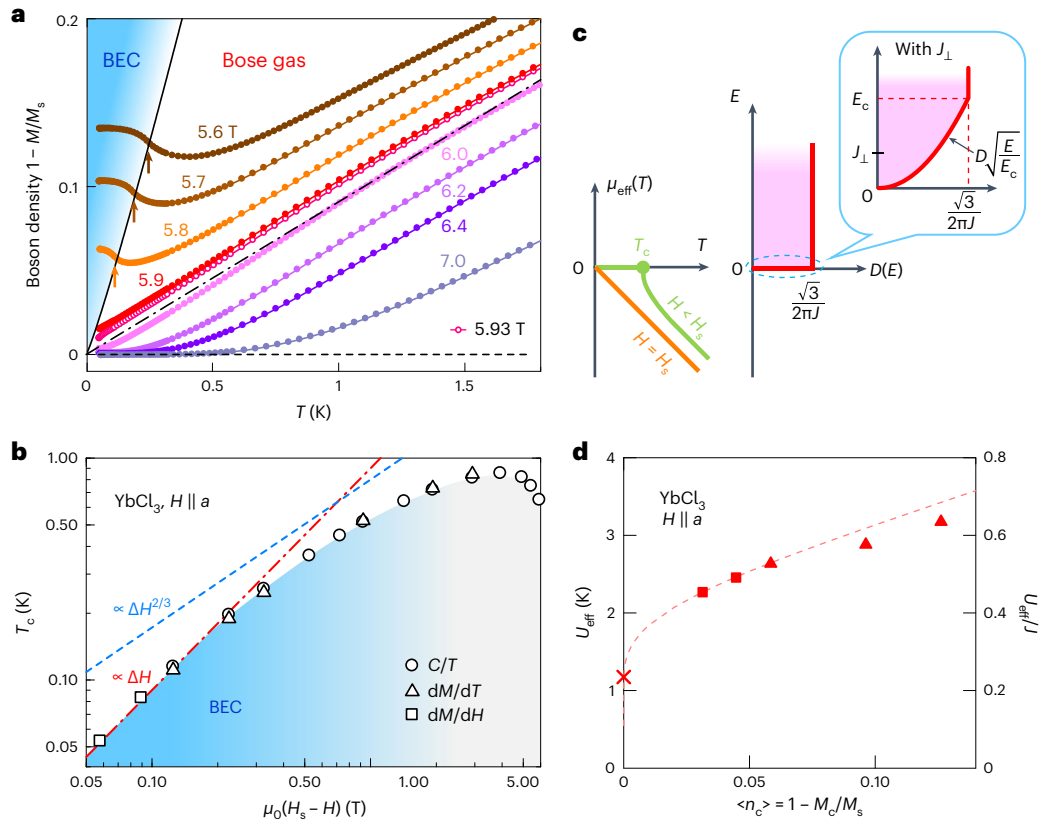 a
0.2
0.1
0
Boson density 1 − M/Ms
BEC
Bose gas
5.6 T
5.7
5.8
5.9
6.0
6.2
6.4
7.0
5.93 T
0
0.5
1
1.5
T (K)
c
μeff(T)
O
Tc
T
H < Hs
H = Hs
E
O
D(E)
√3
2πJ
With J⊥
Ec
J⊥
O
D√E/Ec
√3
2πJ
b
1.00
0.50
0.10
0.05
Tc (K)
YbCl3, H || a
∝ ΔH2/3
∝ ΔH
BEC
C/T
dM/dT
dM/dH
0.05
0.10
0.50
1.00
5.00
μ0(Hs − H) (T)
d
4
3
2
1
0
Ueff (K)
YbCl3
H || a
0.8
0.6
0.4
0.2
0
Ueff/J
0
0.05
0.10
<nc> = 1 − Mc/Ms